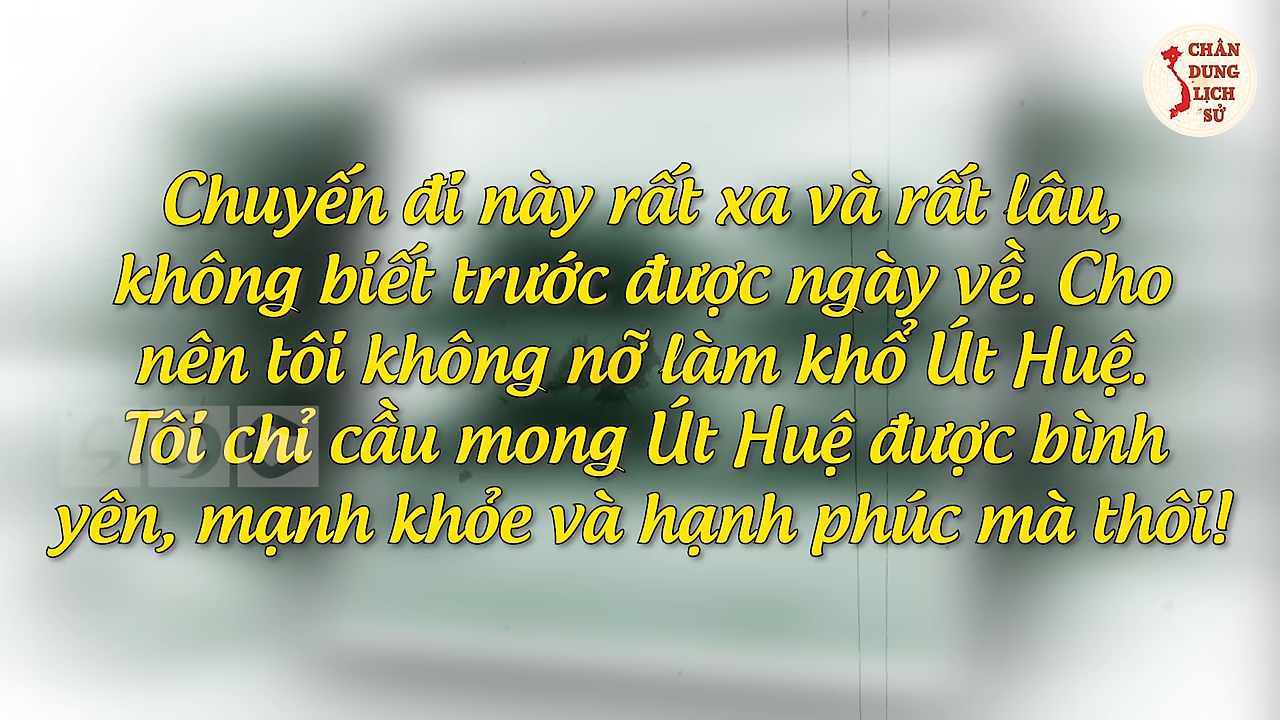 CHÂN
DUNG
LỊCH
SỬ
Chuyến đi này rất xa và rất lâu,
không biết trước được ngày về. Cho
nên tôi không nỡ làm khổ Út Huệ.
Tôi chỉ cầu mong Út Huệ được bình
yên, mạnh khỏe và hạnh phúc mà thôi!